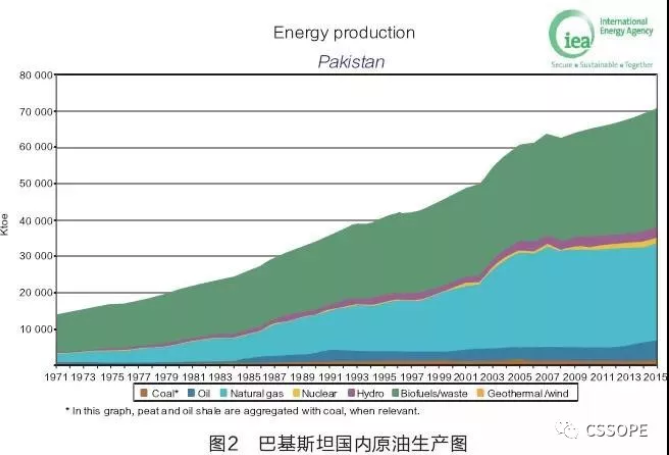 Energy production
Pakistan
iea
International
Energy Agency
Secure Sustainable Together
80 000
70 000
60 000
50 000
40 000
30 000
20 000
10 000
Ktoe
1971 1973 1975 1977 1979 1981 1983 1985 1987 1989 1991 1993 1995 1997 1999 2001 2003 2005 2007 2009 2011 2013 2015
Coal* Oil Natural gas Nuclear Hydro Biofuels/waste Geothermal/wind
* In this graph, peat and oil shale are aggregated with coal, when relevant.
CSSOPE
图2 巴基斯坦国内原油生产图